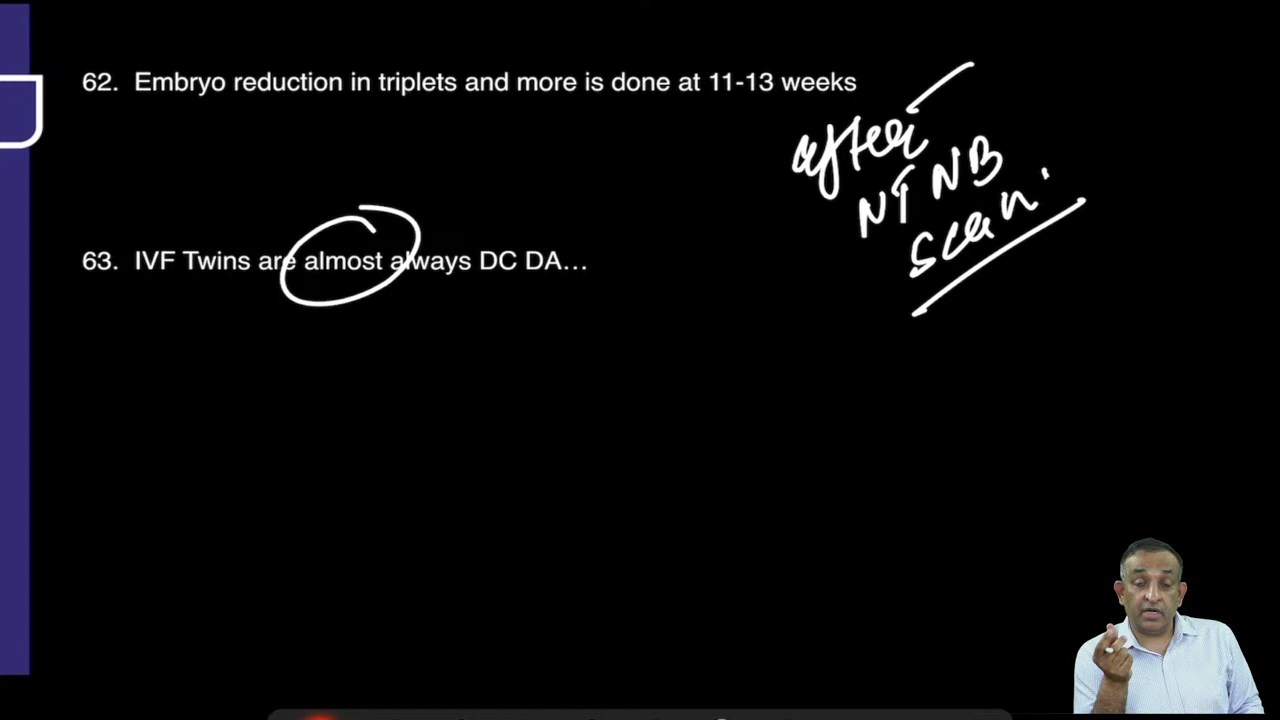 62. Embryo reduction in triplets and more is done at 11-13 weeks
after
NT NB
scan.
63. IVF Twins are almost always DC DA...